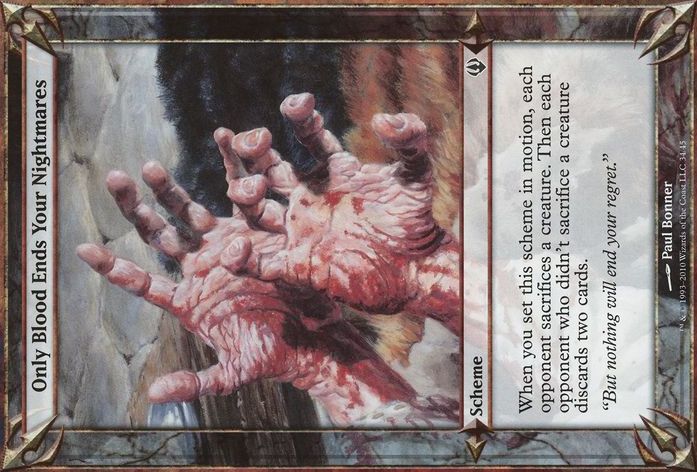 Only Blood Ends Your Nightmares
Scheme
When you set this scheme in motion, each
opponent sacrifices a creature. Then each
opponent who didn't sacrifice a creature
discards two cards.
“But nothing will end your regret.”
Paul Bonner
™ & © 1993–2010 Wizards of the Coast LLC 34/45